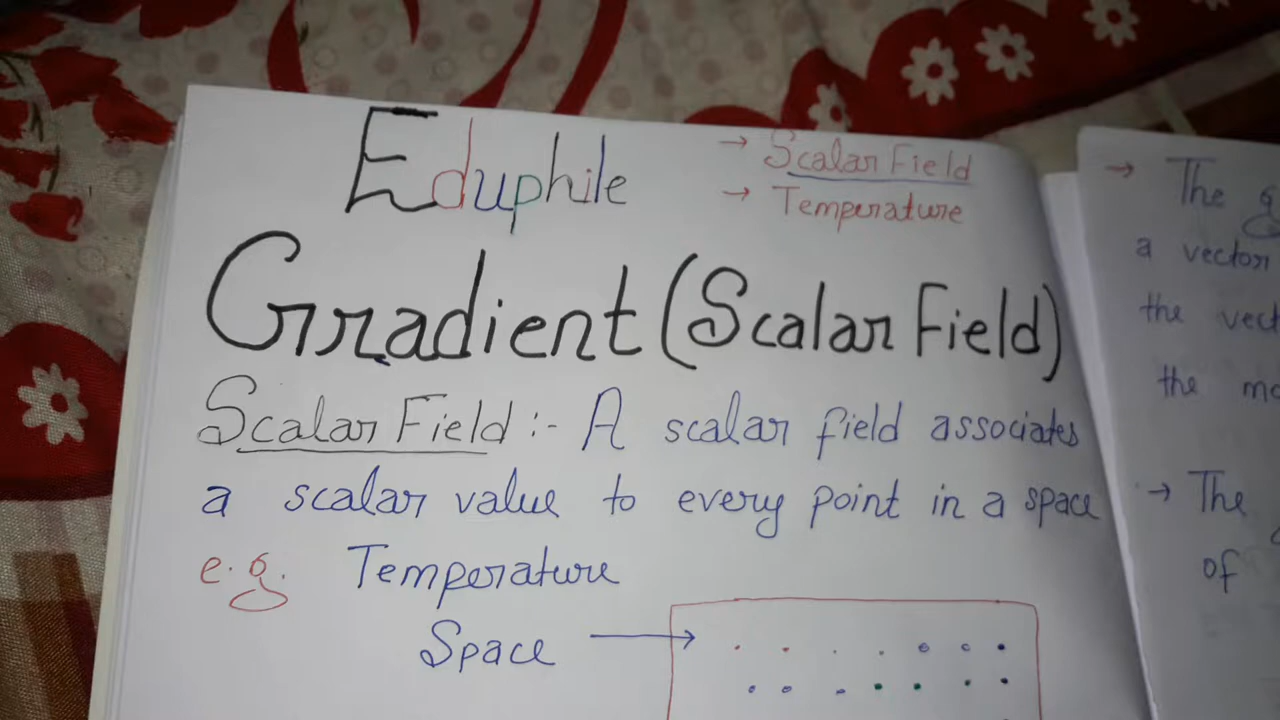 Eduphile
→ Scalar Field
→ Temperature
Gradient (Scalar Field)
Scalar Field :- A scalar field associates
a scalar value to every point in a space
e.g. Temperature
Space →
→ The
a vector
the
the
→ The
of